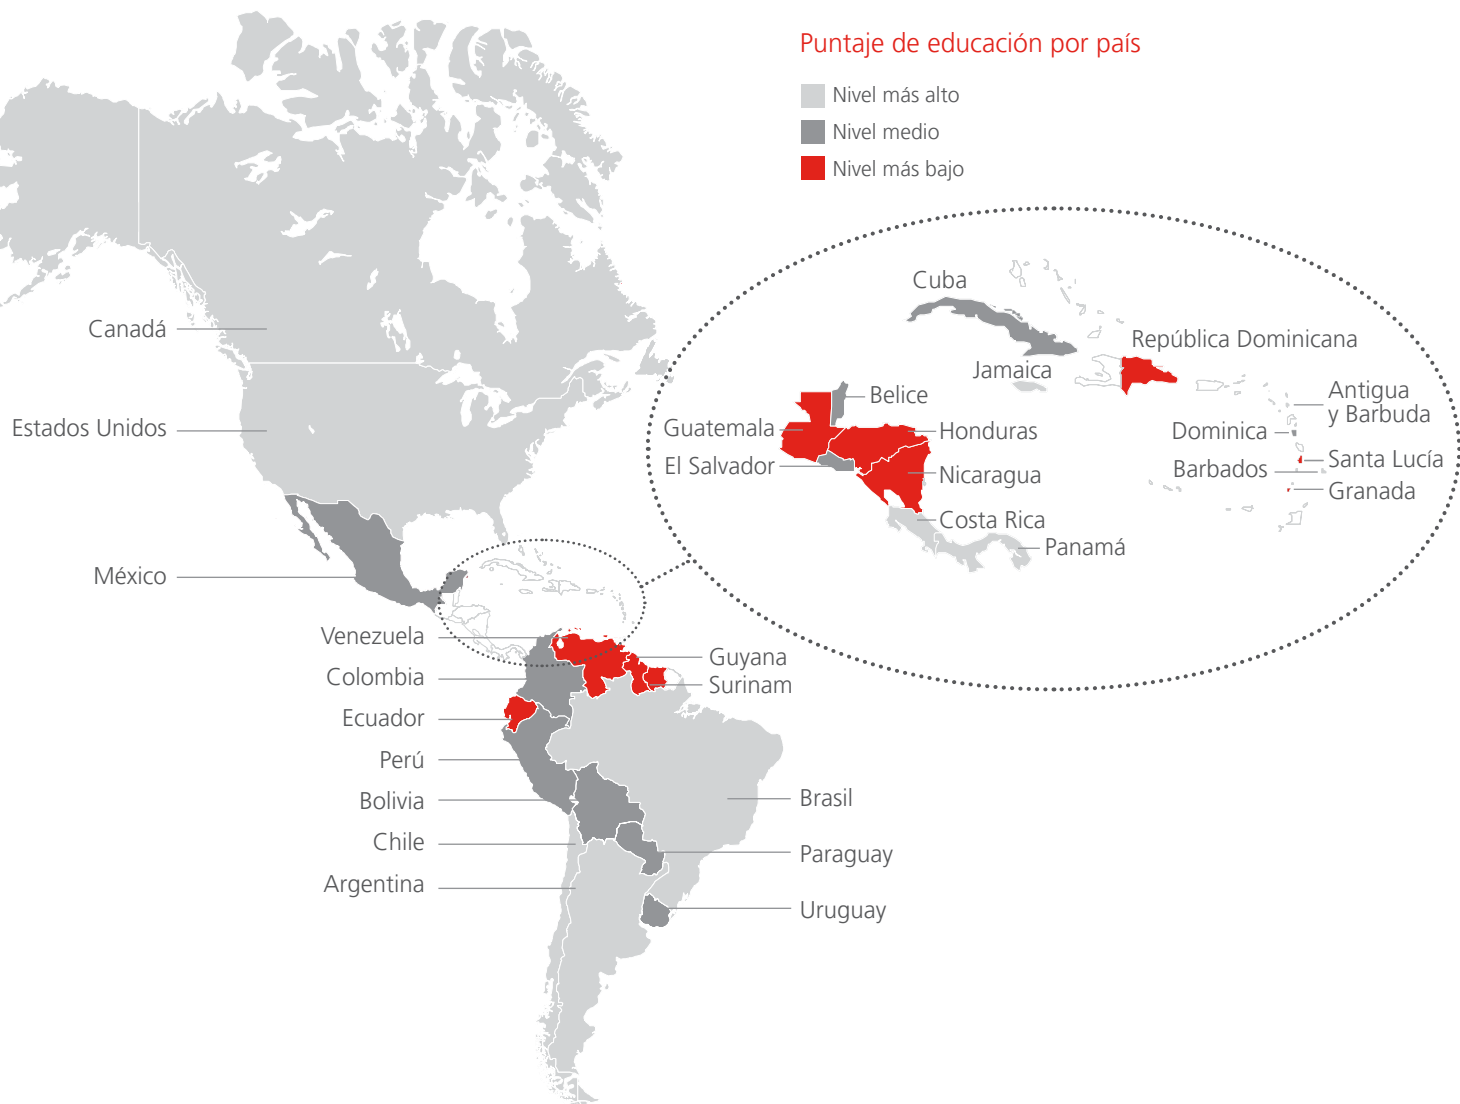 Puntaje de educación por país
Nivel más alto
Nivel medio
Nivel más bajo
Canadá
Estados Unidos
México
Venezuela
Colombia
Ecuador
Perú
Bolivia
Chile
Argentina
Guyana
Surinam
Brasil
Paraguay
Uruguay
Cuba
República Dominicana
Jamaica
Belice
Guatemala
Honduras
El Salvador
Nicaragua
Costa Rica
Panamá
Antigua
y Barbuda
Dominica
Santa Lucía
Barbados
Granada